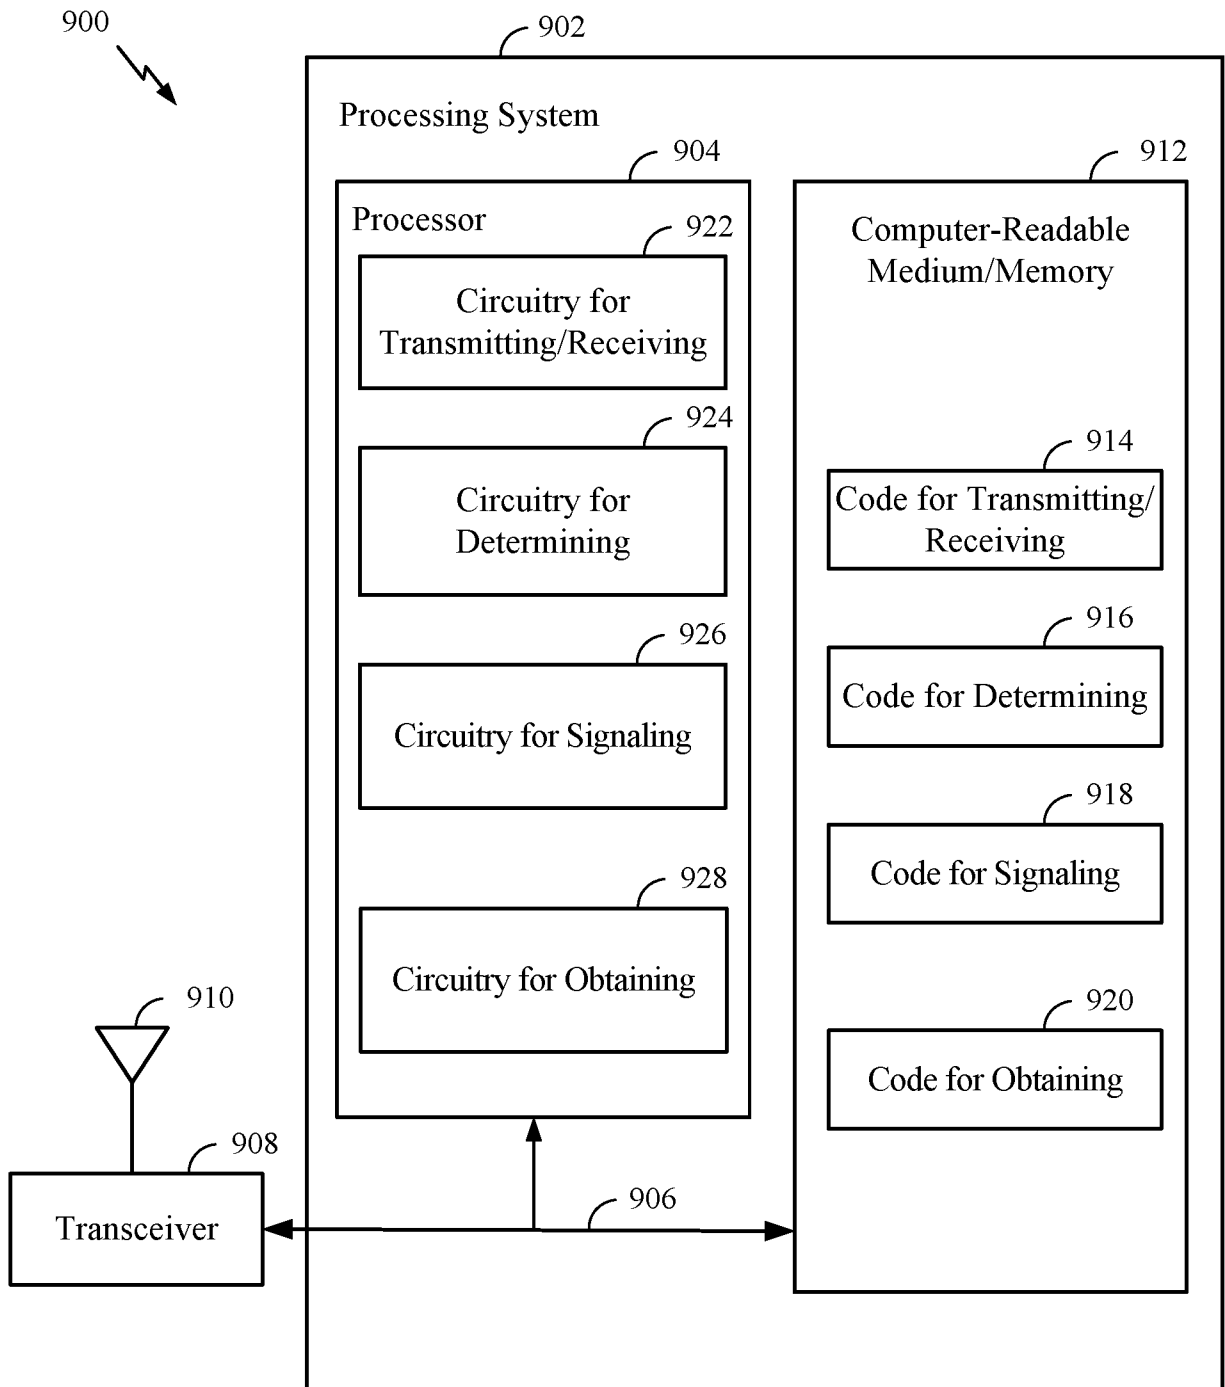 900
902
Processing System
904
Processor
922
Circuitry for
Transmitting/Receiving
924
Circuitry for
Determining
926
Circuitry for Signaling
928
Circuitry for Obtaining
912
Computer-Readable
Medium/Memory
914
Code for Transmitting/
Receiving
916
Code for Determining
918
Code for Signaling
920
Code for Obtaining
910
908
Transceiver
906